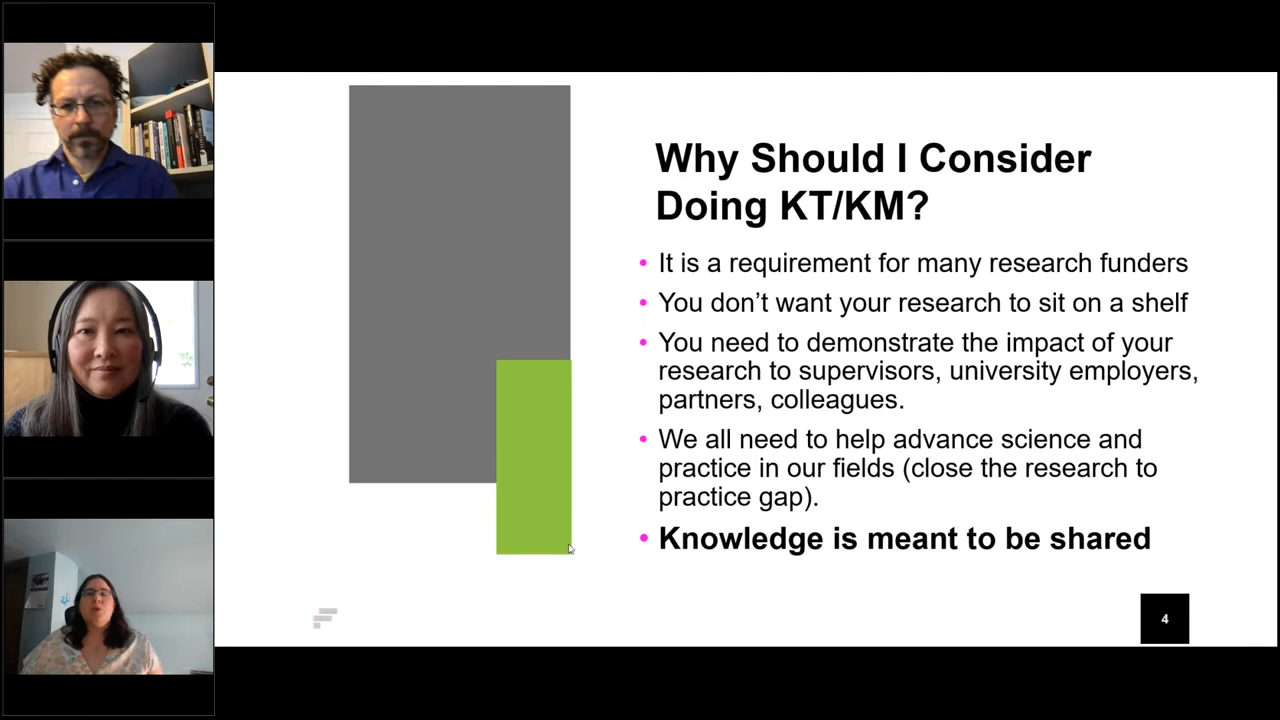 Why Should I Consider
Doing KT/KM?
• It is a requirement for many research funders
• You don’t want your research to sit on a shelf
• You need to demonstrate the impact of your
research to supervisors, university employers,
partners, colleagues.
• We all need to help advance science and
practice in our fields (close the research to
practice gap).
• Knowledge is meant to be shared
4